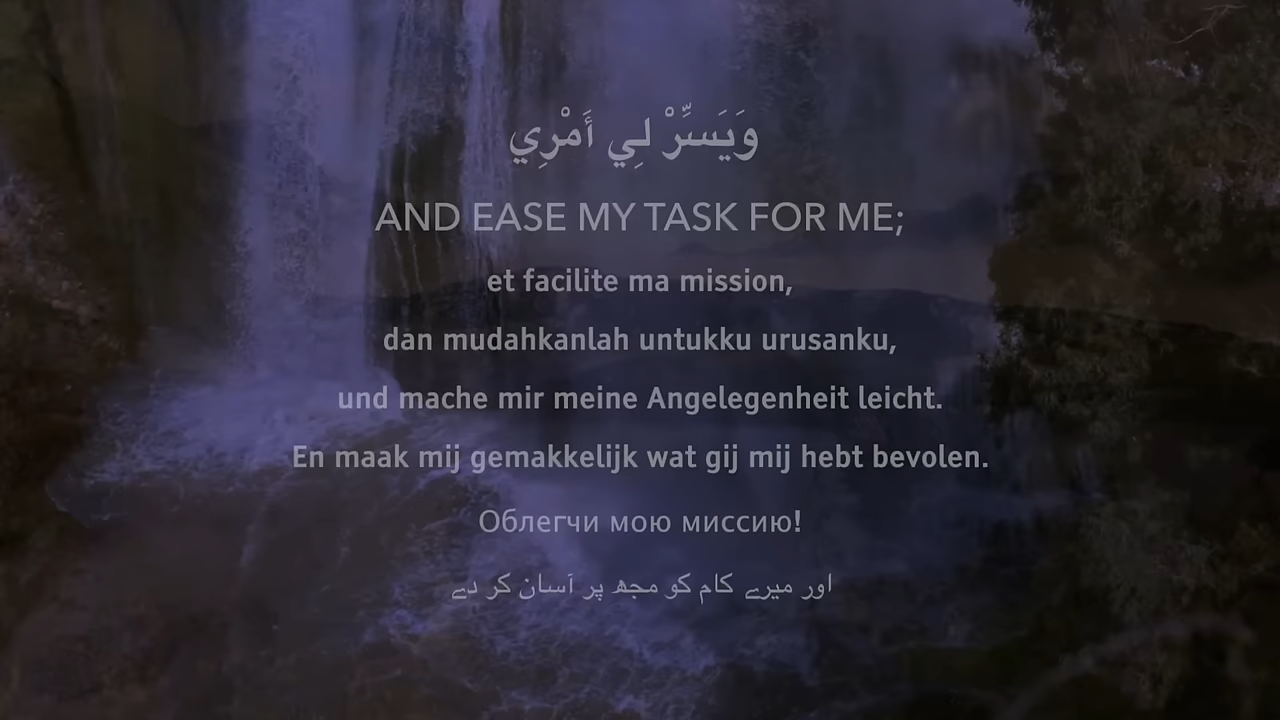 وَيَسِّرْ لِي أَمْرِي
AND EASE MY TASK FOR ME;
et facilite ma mission,
dan mudahkanlah untukku urusanku,
und mache mir meine Angelegenheit leicht.
En maak mij gemakkelijk wat gij mij hebt bevolen.
Облегчи мою миссию!
اور میرے کام کو مجھ پر آسان کر دے